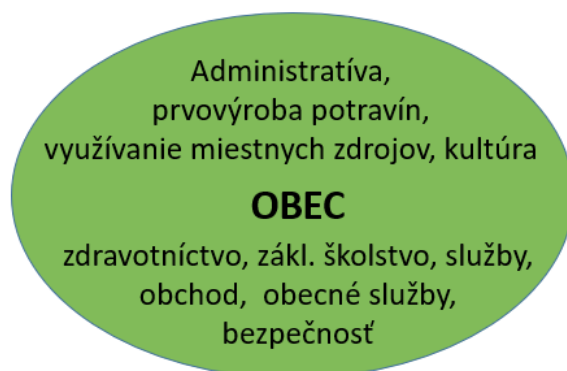 Administratíva,
prvovýroba potravín,
využívanie miestnych zdrojov, kultúra
OBEC
zdravotníctvo, zákl. školstvo, služby,
obchod, obecné služby,
bezpečnosť